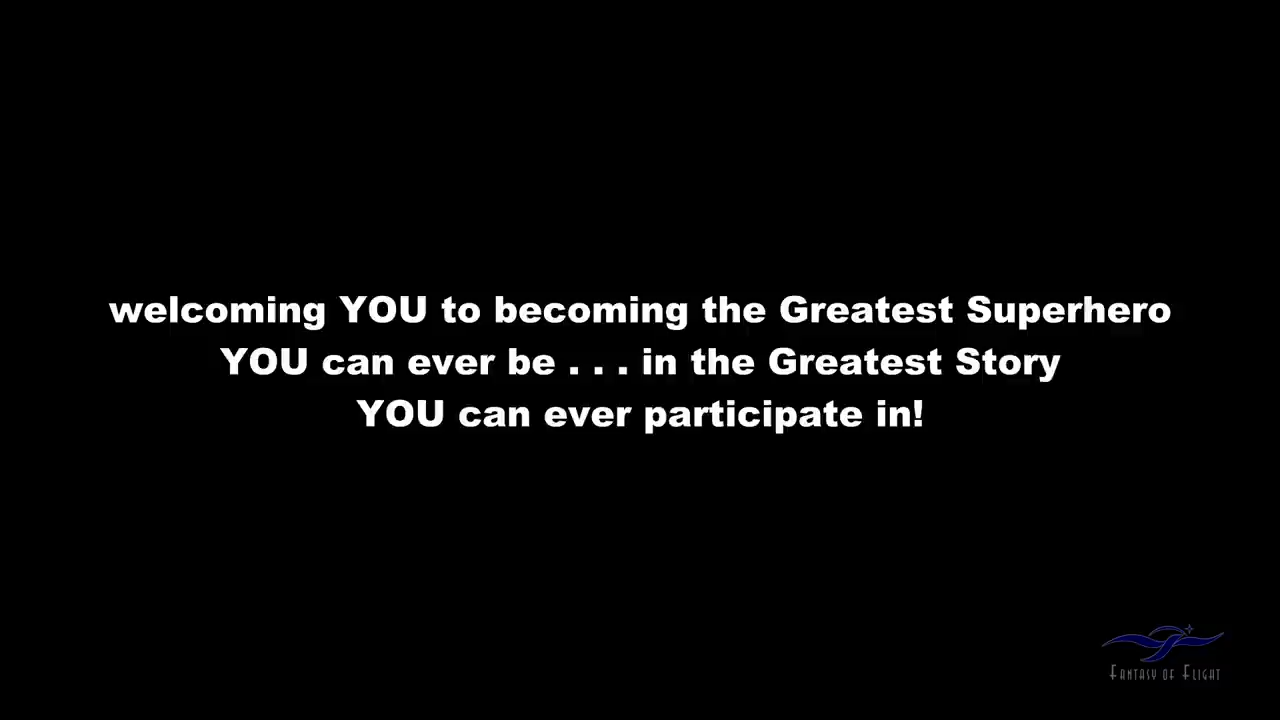 welcoming YOU to becoming the Greatest Superhero
YOU can ever be . . . in the Greatest Story
YOU can ever participate in!
Fantasy of Flight